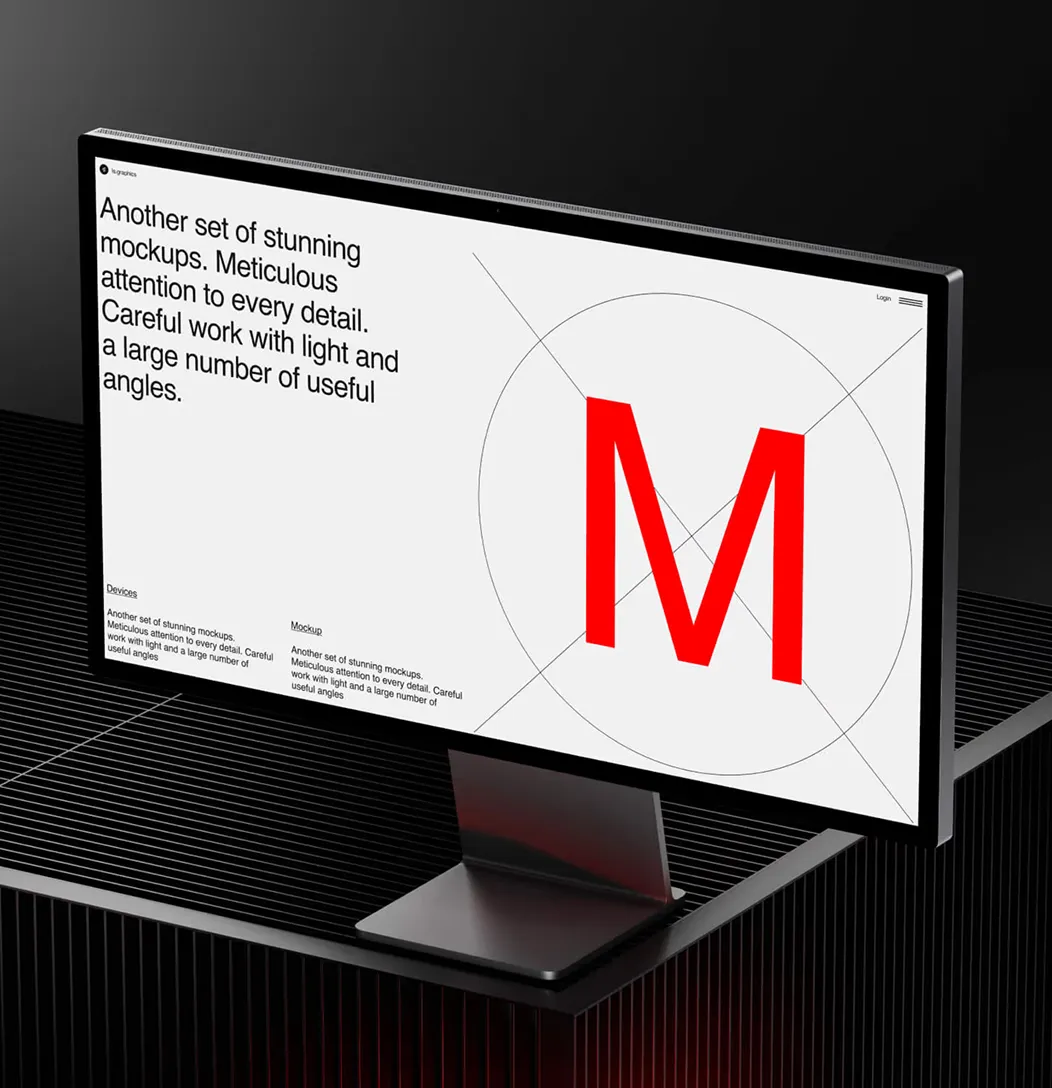 ls.graphics
Another set of stunning
mockups. Meticulous
attention to every detail.
Careful work with light and
a large number of useful
angles.
Login
M
Devices
Another set of stunning mockups.
Meticulous attention to every detail. Careful
work with light and a large number of
useful angles
Mockup
Another set of stunning mockups.
Meticulous attention to every detail. Careful
work with light and a large number of
useful angles